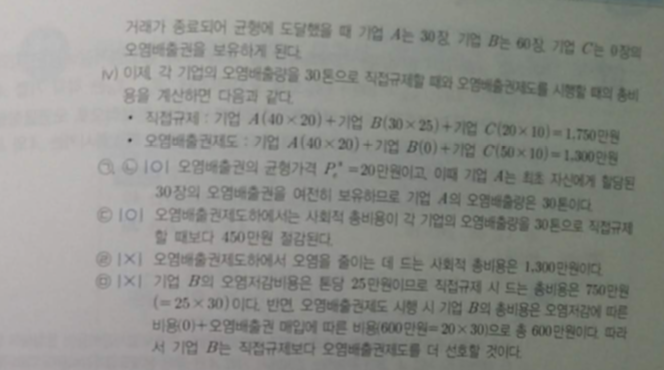 거래가 종료되어 균형에 도달했을 때 기업 A는 30장, 기업 B는 60장, 기업 C는 0장의
오염배출권을 보유하게 된다.
ⅳ) 이제, 각 기업의 오염배출량을 30톤으로 직접규제할 때와 오염배출권제도를 시행할 때의 총비
용을 계산하면 다음과 같다.
• 직접규제 : 기업 A(40×20)+기업 B(30×25)+기업 C(20×10)=1,750만원
• 오염배출권제도 : 기업 A(40×20)+기업 B(0)+기업 C(50×10)=1,300만원
㉠, ㉡ |O| 오염배출권의 균형가격 Pₑ*=20만원이고, 이때 기업 A는 최초 자신에게 할당된
30장의 오염배출권을 여전히 보유하므로 기업 A의 오염배출량은 30톤이다.
㉢ |O| 오염배출권제도하에서는 사회적 총비용이 각 기업의 오염배출량을 30톤으로 직접규제
할 때보다 450만원 절감된다.
㉣ |×| 오염배출권제도하에서 오염을 줄이는 데 드는 사회적 총비용은 1,300만원이다.
㉤ |×| 기업 B의 오염저감비용은 톤당 25만원이므로 직접규제 시 드는 총비용은 750만원
(=25×30)이다. 반면, 오염배출권제도 시행 시 기업 B의 총비용은 오염저감에 따른
비용(0)+오염배출권 매입에 따른 비용(600만원=20×30)으로 총 600만원이다. 따라
서 기업 B는 직접규제보다 오염배출권제도를 더 선호할 것이다.